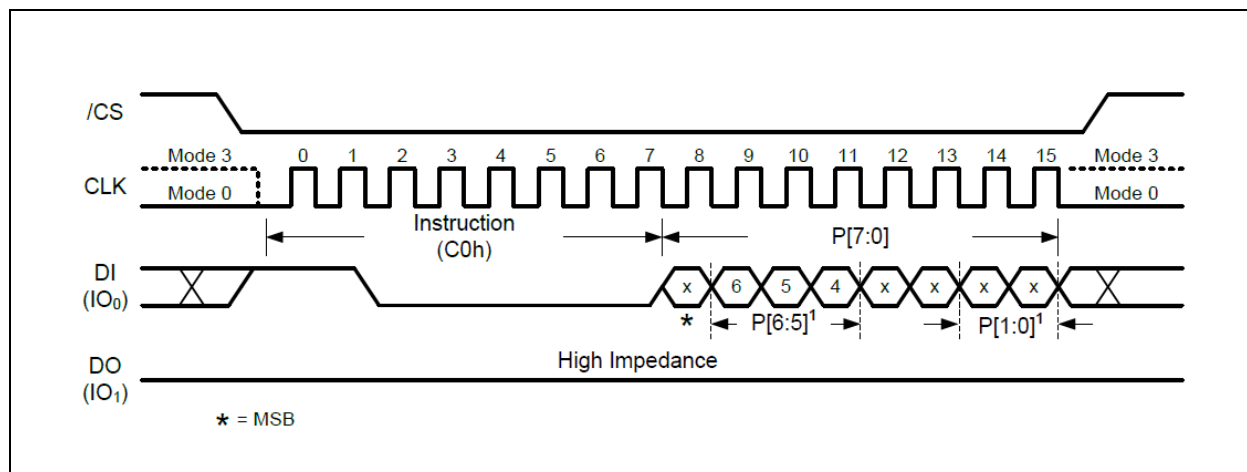 /CS
Mode 3 0 1 2 3 4 5 6 7 8 9 10 11 12 13 14 15 Mode 3
CLK
Mode 0 Mode 0
Instruction
(C0h)
P[7:0]
DI
(IO₀)
x 6 5 4 x x x x
* P[6:5]¹ P[1:0]¹
High Impedance
DO
(IO₁)
* = MSB